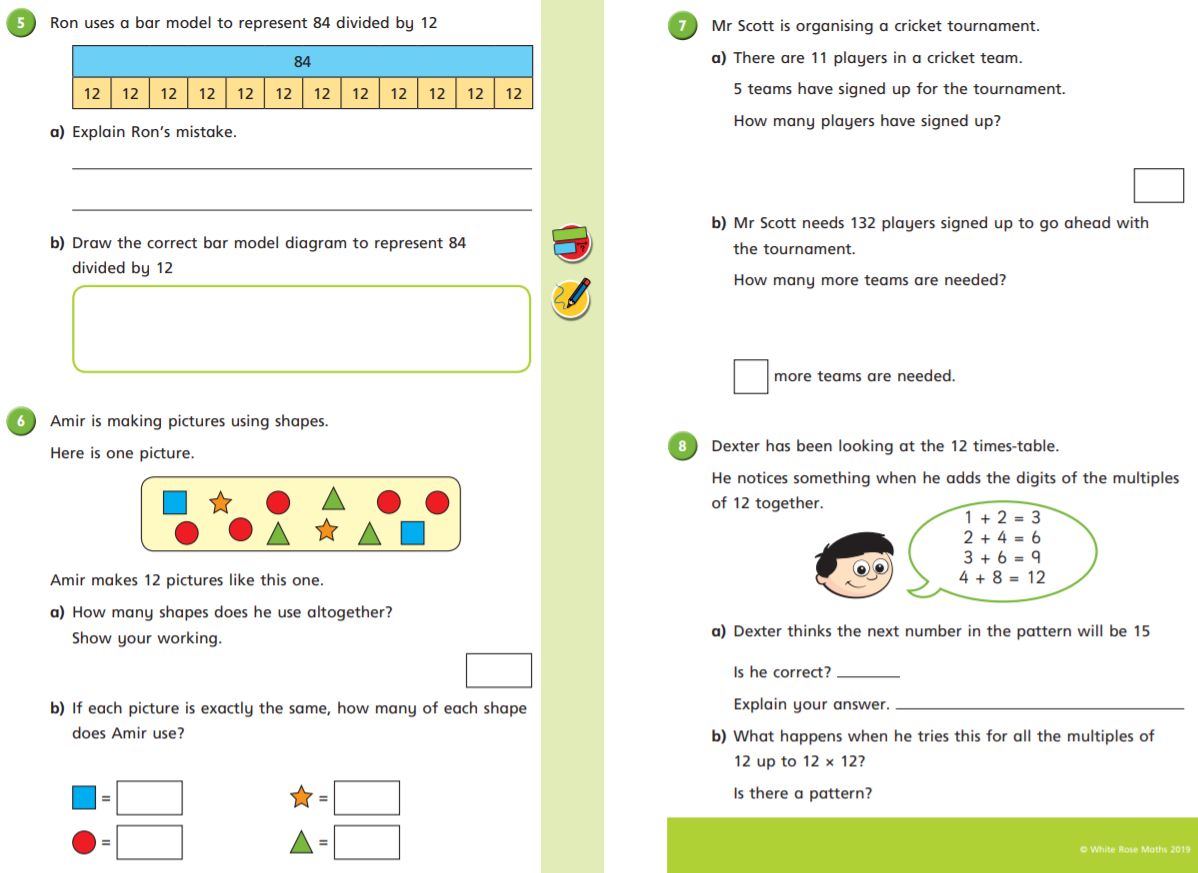 5 Ron uses a bar model to represent 84 divided by 12
84
12 12 12 12 12 12 12 12 12 12 12 12
a) Explain Ron's mistake.
b) Draw the correct bar model diagram to represent 84
divided by 12
?
6 Amir is making pictures using shapes.
Here is one picture.
Amir makes 12 pictures like this one.
a) How many shapes does he use altogether?
Show your working.
b) If each picture is exactly the same, how many of each shape
does Amir use?
= =
= =
7 Mr Scott is organising a cricket tournament.
a) There are 11 players in a cricket team.
5 teams have signed up for the tournament.
How many players have signed up?
b) Mr Scott needs 132 players signed up to go ahead with
the tournament.
How many more teams are needed?
more teams are needed.
8 Dexter has been looking at the 12 times-table.
He notices something when he adds the digits of the multiples
of 12 together.
1 + 2 = 3
2 + 4 = 6
3 + 6 = 9
4 + 8 = 12
a) Dexter thinks the next number in the pattern will be 15
Is he correct?
Explain your answer.
b) What happens when he tries this for all the multiples of
12 up to 12 × 12?
Is there a pattern?
© White Rose Maths 2019